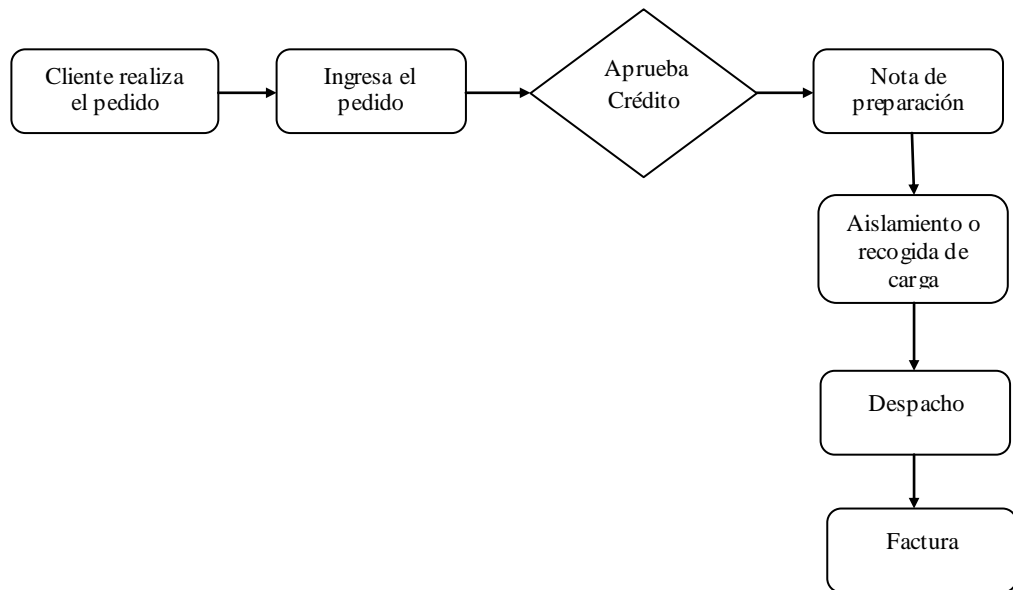 Cliente realiza
el pedido
Ingresa el
pedido
Aprueba
Crédito
Nota de
preparación
Aislamiento o
recogida de
carga
Despacho
Factura